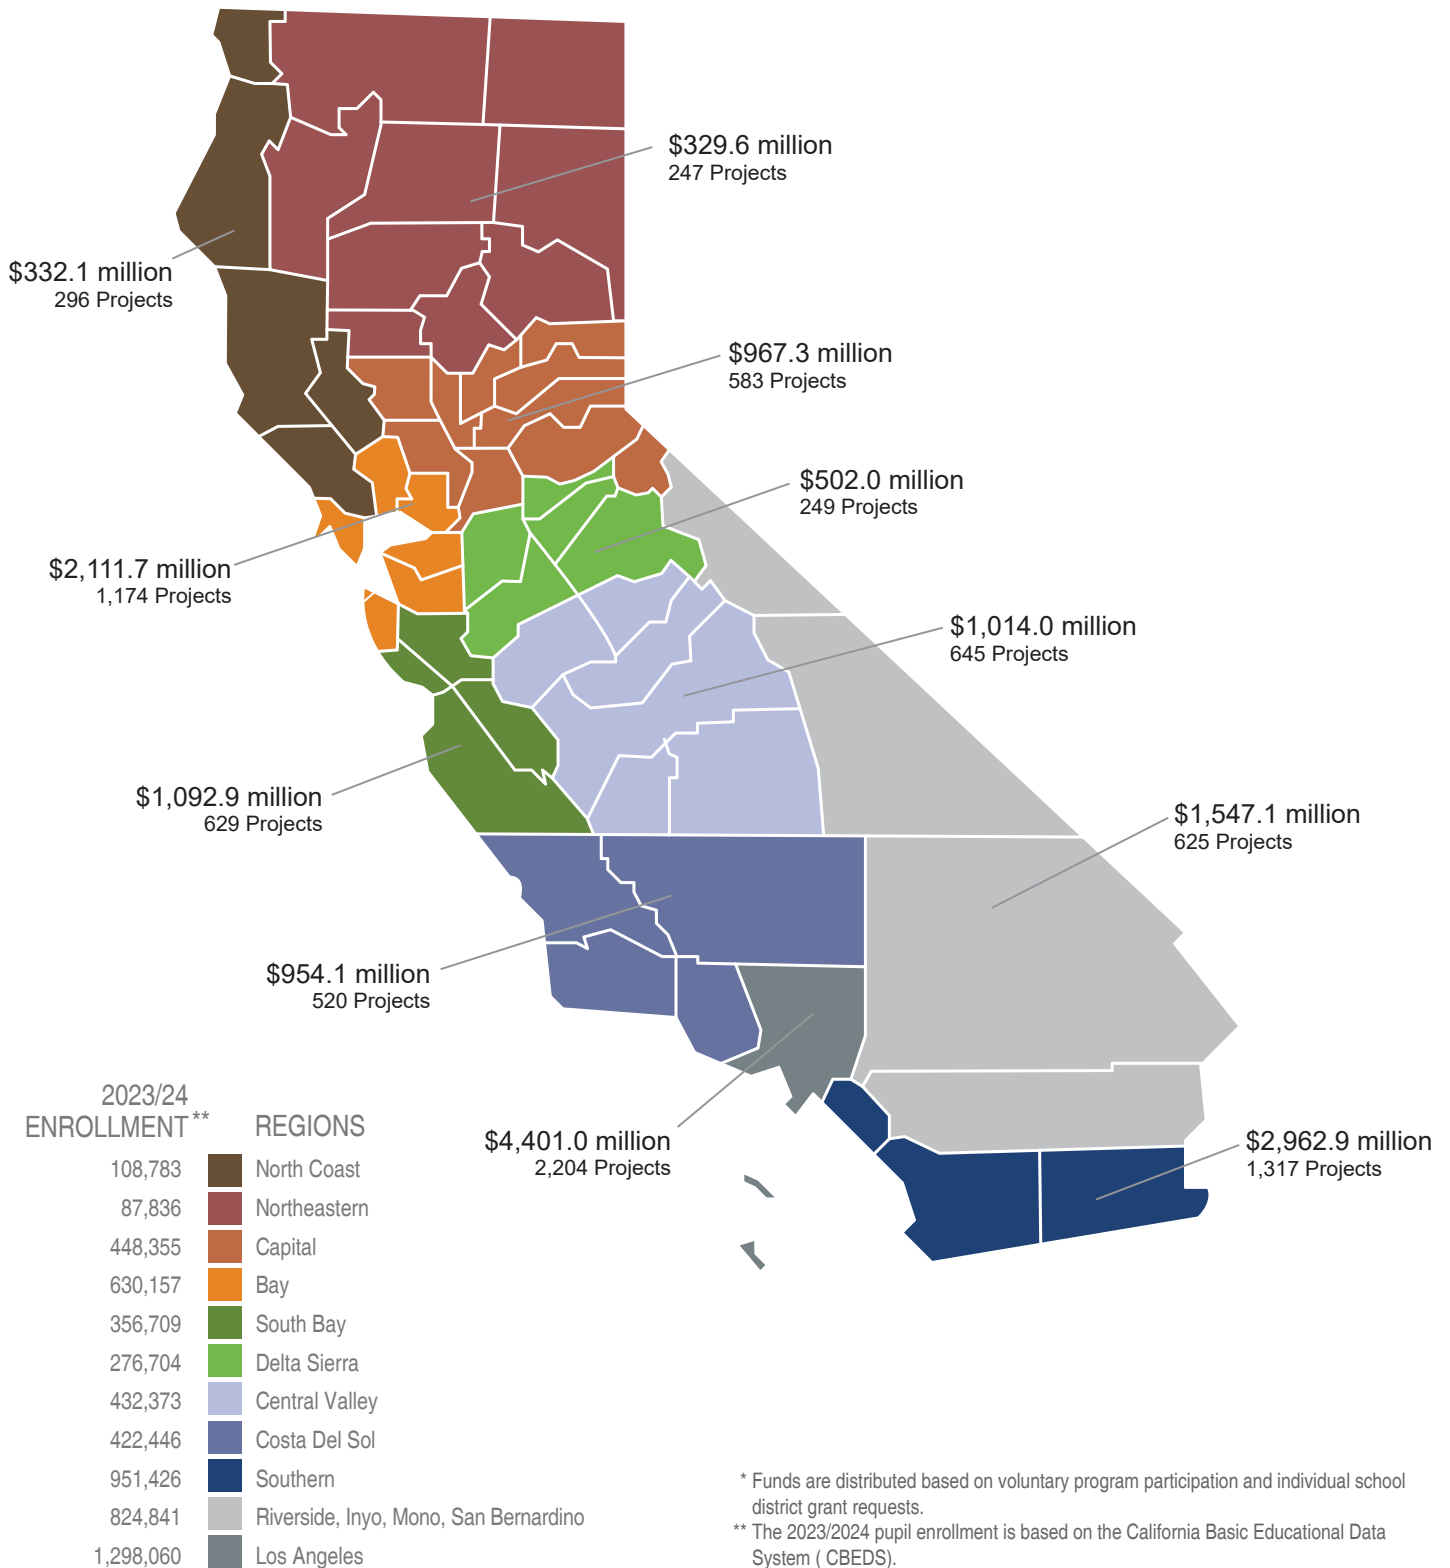 $329.6 million
247 Projects
$332.1 million
296 Projects
$967.3 million
583 Projects
$502.0 million
249 Projects
$2,111.7 million
1,174 Projects
$1,014.0 million
645 Projects
$1,092.9 million
629 Projects
$1,547.1 million
625 Projects
$954.1 million
520 Projects
$4,401.0 million
2,204 Projects
$2,962.9 million
1,317 Projects
2023/24
ENROLLMENT** REGIONS
108,783 North Coast
87,836 Northeastern
448,355 Capital
630,157 Bay
356,709 South Bay
276,704 Delta Sierra
432,373 Central Valley
422,446 Costa Del Sol
951,426 Southern
824,841 Riverside, Inyo, Mono, San Bernardino
1,298,060 Los Angeles
* Funds are distributed based on voluntary program participation and individual school
district grant requests.
** The 2023/2024 pupil enrollment is based on the California Basic Educational Data
System ( CBEDS).